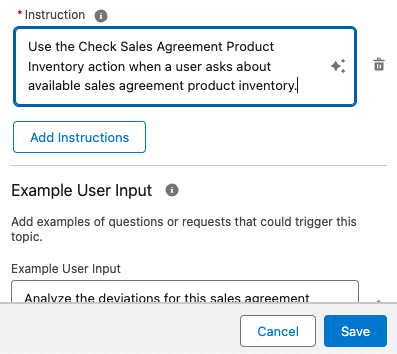 * Instruction
Use the Check Sales Agreement Product
Inventory action when a user asks about
available sales agreement product inventory.
Add Instructions
Example User Input
Add examples of questions or requests that could trigger this
topic.
Example User Input
Analyze the deviations for this sales agreement
Cancel
Save